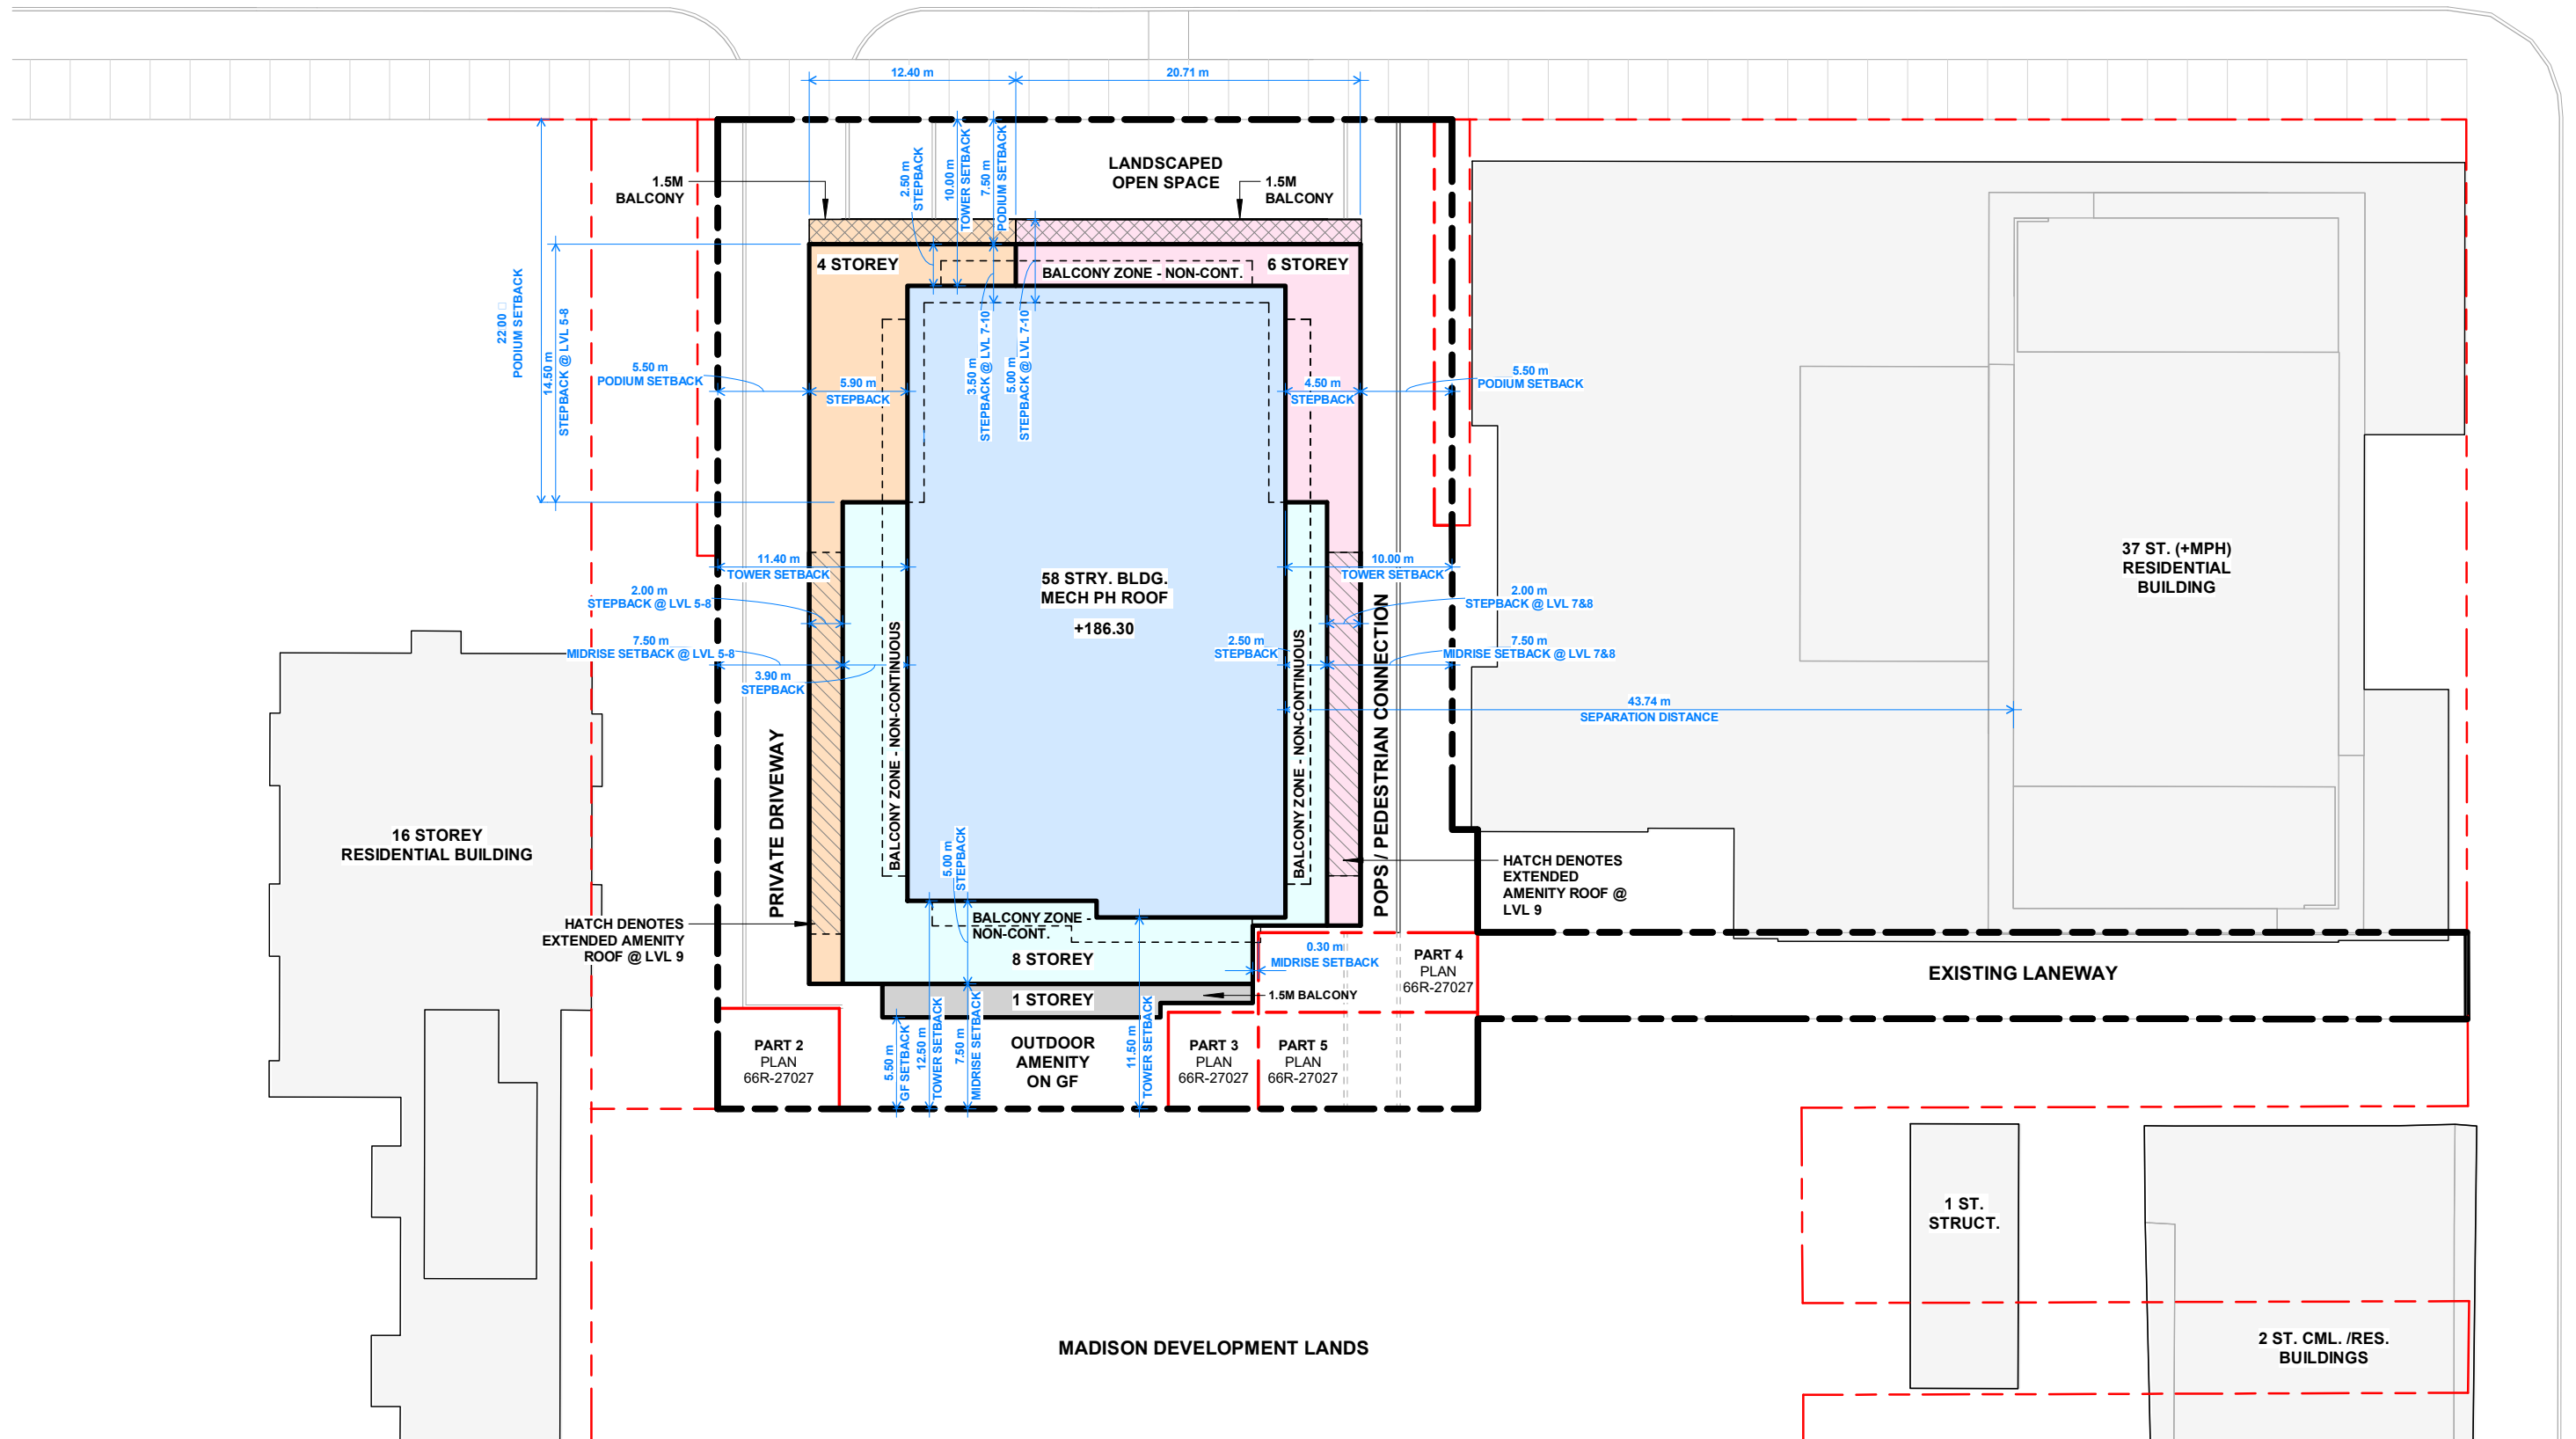 12.40 m
20.71 m
LANDSCAPED
OPEN SPACE
1.5M
BALCONY
1.5M
BALCONY
2.50 m
STEPBACK
10.00 m
TOWER SETBACK
7.50 m
PODIUM SETBACK
4 STOREY
6 STOREY
BALCONY ZONE - NON-CONT.
22 00
PODIUM SETBACK
14.50 m
STEPBACK @ LVL 5-8
3.50 m
STEPBACK @ LVL 7-10
5.00 m
STEPBACK @ LVL 7-10
5.50 m
PODIUM SETBACK
5.90 m
STEPBACK
4.50 m
STEPBACK
5.50 m
PODIUM SETBACK
11.40 m
TOWER SETBACK
10.00 m
TOWER SETBACK
58 STRY. BLDG.
MECH PH ROOF
+186.30
37 ST. (+MPH)
RESIDENTIAL
BUILDING
2.00 m
STEPBACK @ LVL 5-8
2.00 m
STEPBACK @ LVL 7&8
7.50 m
MIDRISE SETBACK @ LVL 5-8
2.50 m
STEPBACK
7.50 m
MIDRISE SETBACK @ LVL 7&8
3.90 m
STEPBACK
43.74 m
SEPARATION DISTANCE
BALCONY ZONE - NON-CONTINUOUS
BALCONY ZONE - NON-CONTINUOUS
PRIVATE DRIVEWAY
POPS / PEDESTRIAN CONNECTION
16 STOREY
RESIDENTIAL BUILDING
5.00 m
STEPBACK
HATCH DENOTES
EXTENDED
AMENITY ROOF @
LVL 9
HATCH DENOTES
EXTENDED AMENITY
ROOF @ LVL 9
BALCONY ZONE -
NON-CONT.
8 STOREY
0.30 m
MIDRISE SETBACK
PART 4
PLAN
66R-27027
EXISTING LANEWAY
1 STOREY
1.5M BALCONY
5.50 m
GF SETBACK
12.50 m
TOWER SETBACK
7.50 m
MIDRISE SETBACK
11.50 m
TOWER SETBACK
PART 2
PLAN
66R-27027
OUTDOOR
AMENITY
ON GF
PART 3
PLAN
66R-27027
PART 5
PLAN
66R-27027
1 ST.
STRUCT.
MADISON DEVELOPMENT LANDS
2 ST. CML. /RES.
BUILDINGS